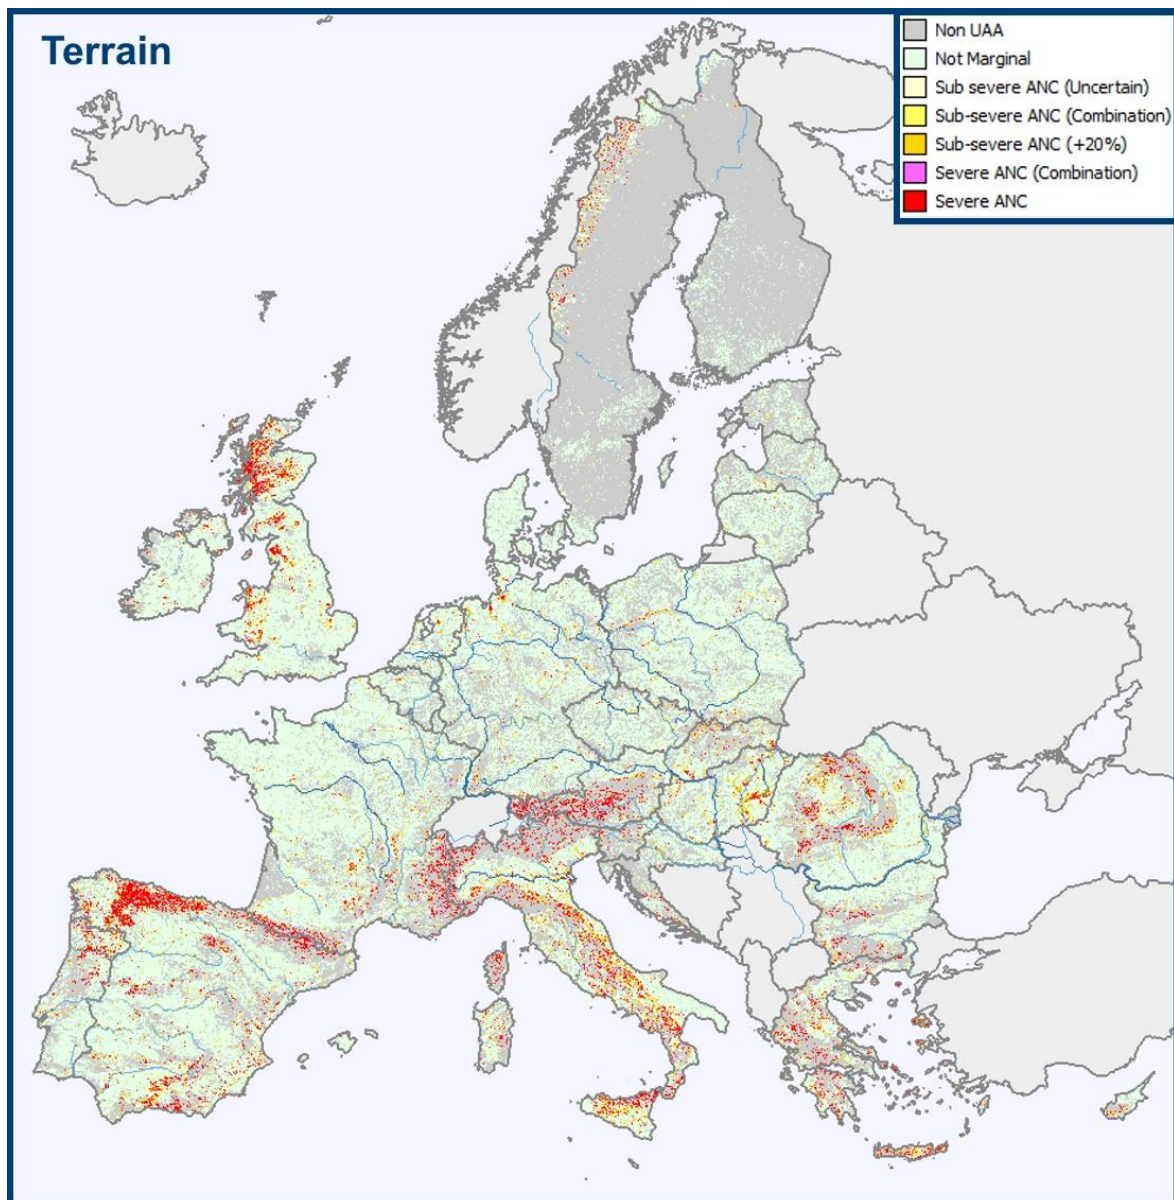 Terrain
Non UAA
Not Marginal
Sub severe ANC (Uncertain)
Sub-severe ANC (Combination)
Sub-severe ANC (+20%)
Severe ANC (Combination)
Severe ANC